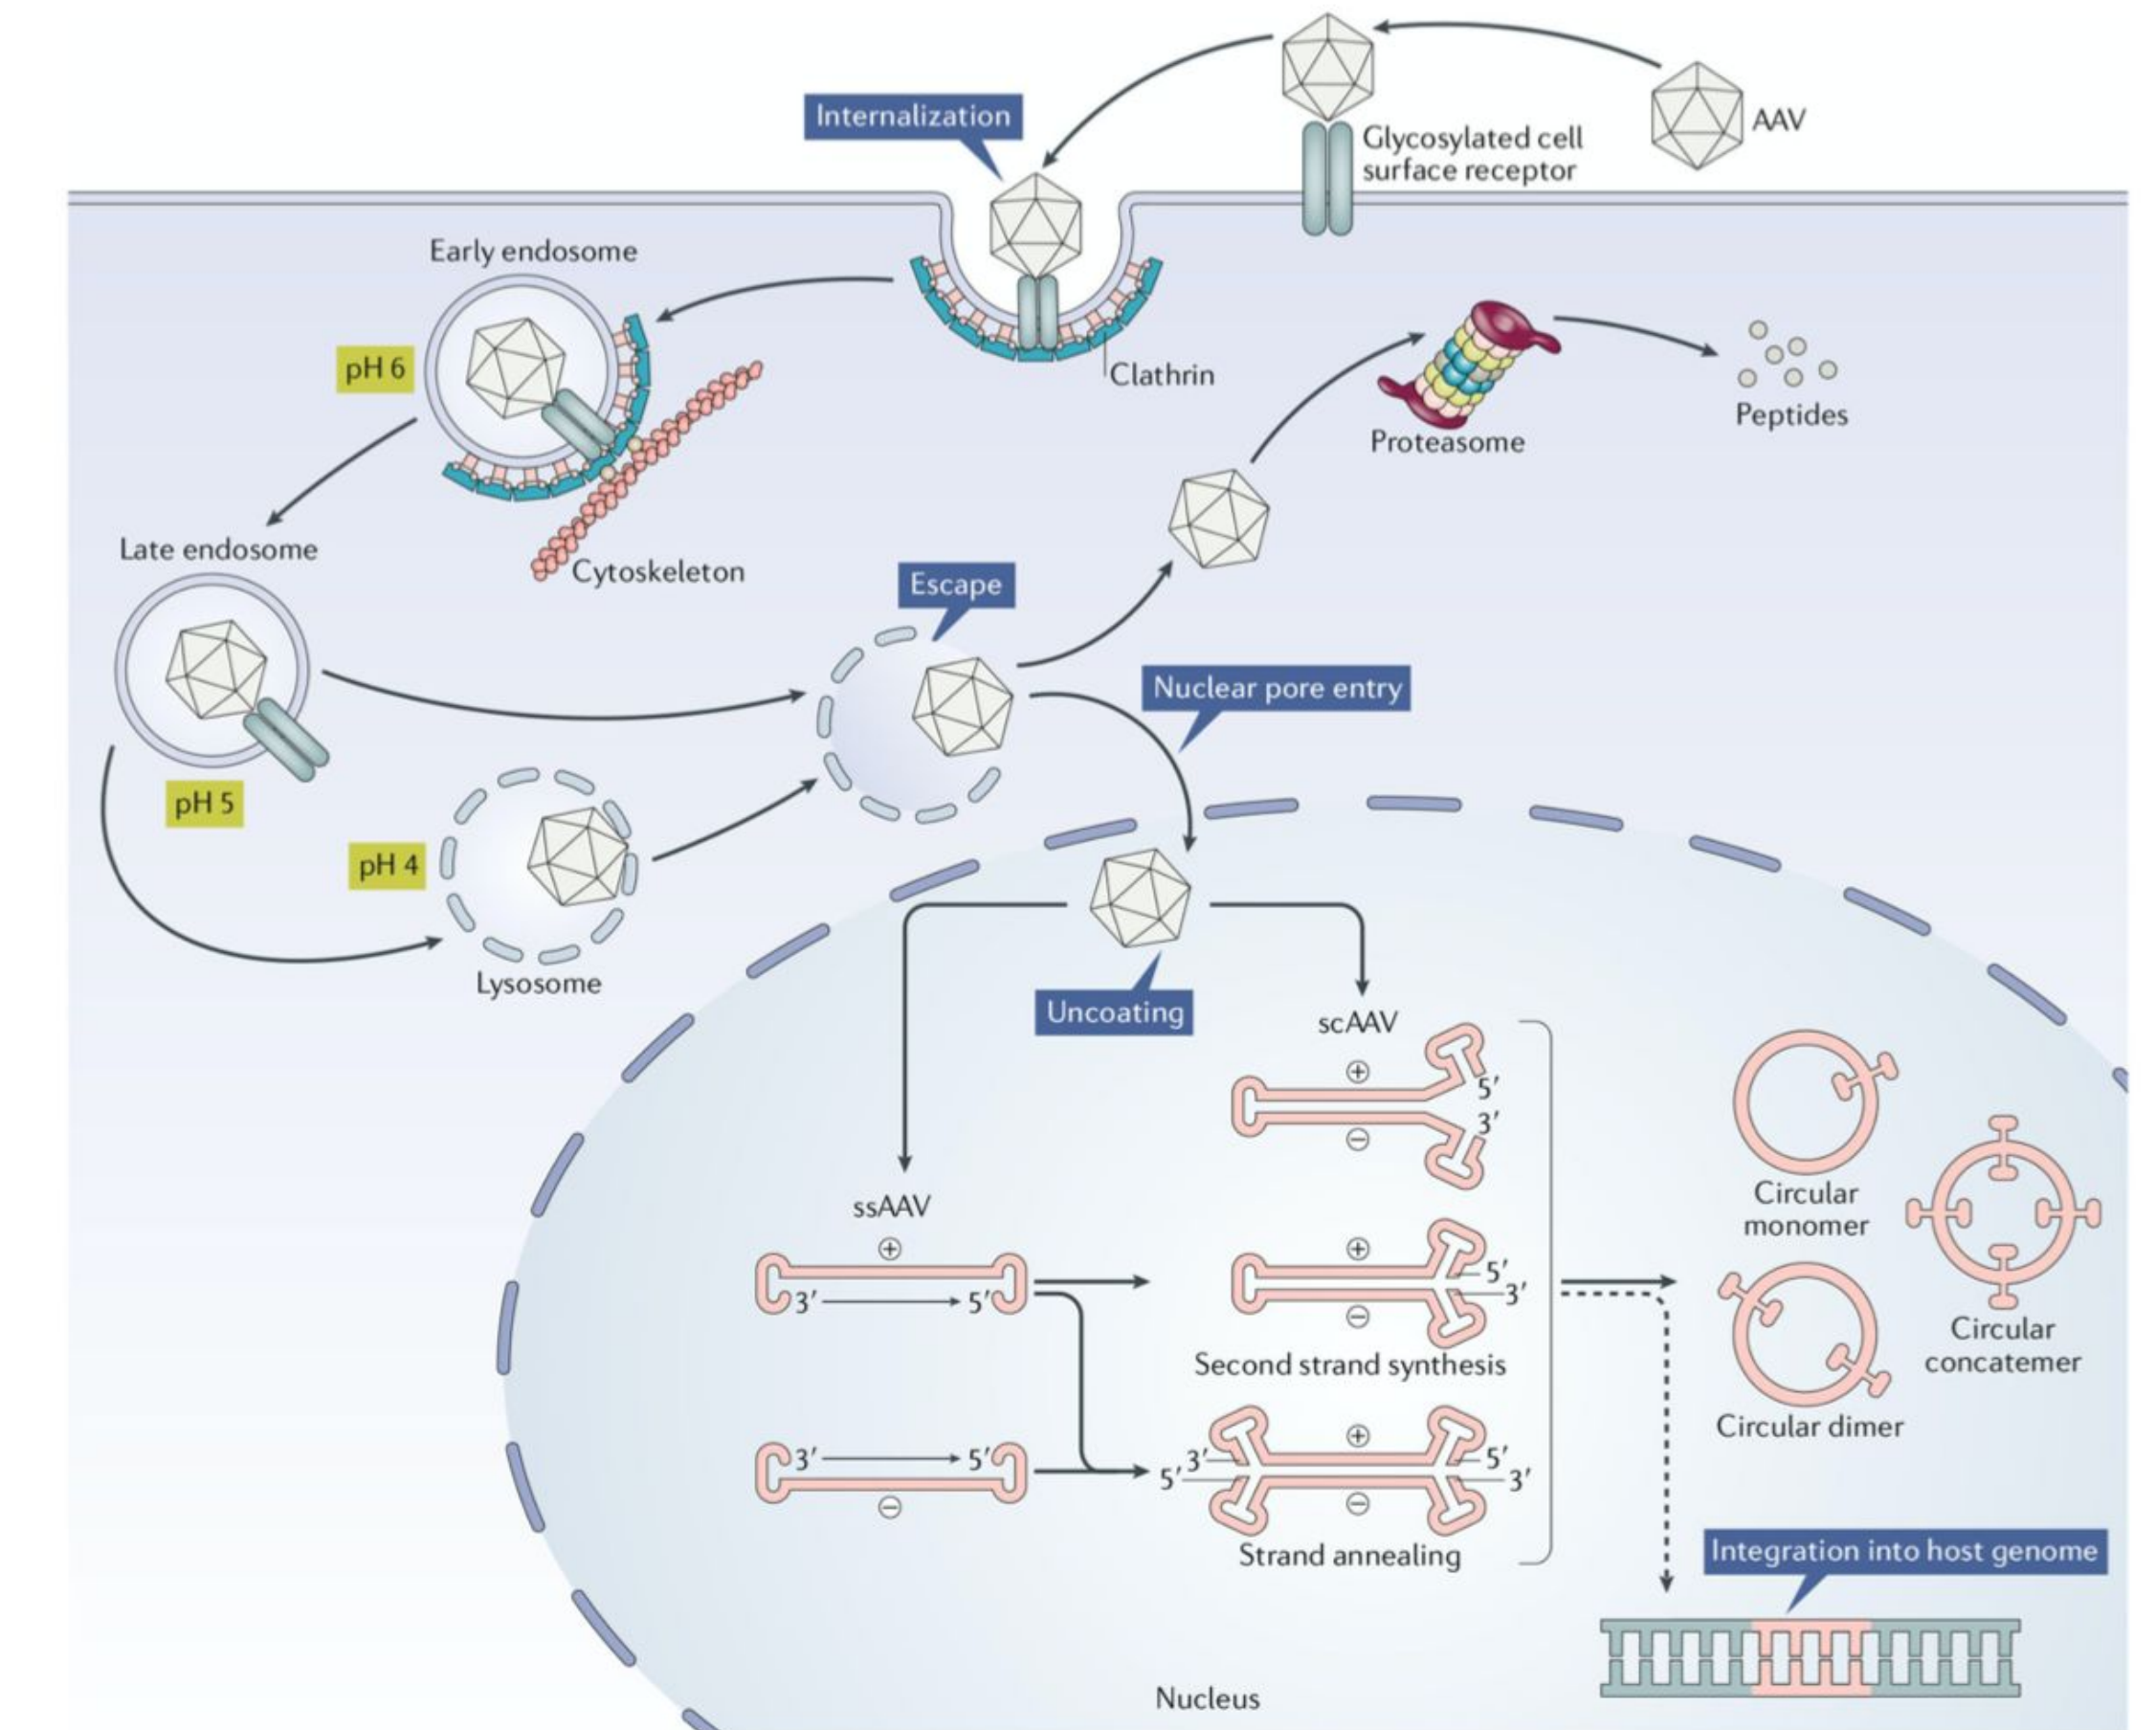 AAV
Glycosylated cell
surface receptor
Internalization
Clathrin
Early endosome
pH 6
Cytoskeleton
Late endosome
pH 5
pH 4
Lysosome
Escape
Proteasome
Peptides
Nuclear pore entry
Uncoating
scAAV
+
5′
3′
−
ssAAV
+
3′ 5′
+
5′
3′
−
Second strand synthesis
3′ 5′
−
+
3′ 5′
5′ 3′
−
Strand annealing
Circular
monomer
Circular
concatemer
Circular dimer
Integration into host genome
Nucleus